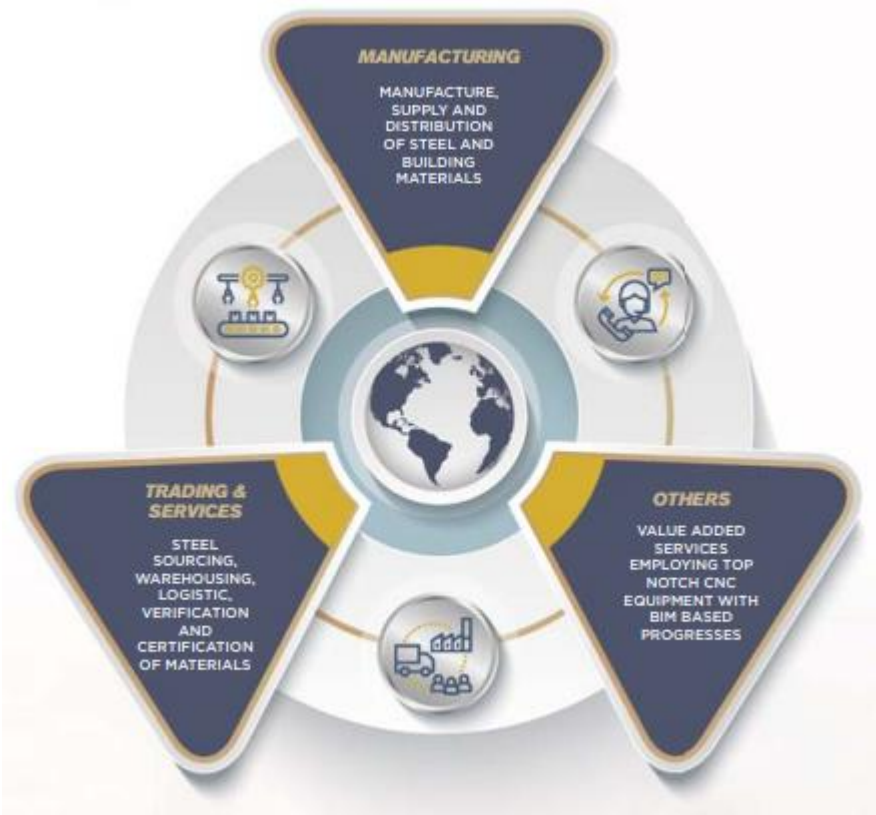 MANUFACTURING
MANUFACTURE,
SUPPLY AND
DISTRIBUTION
OF STEEL AND
BUILDING
MATERIALS
TRADING &
SERVICES
STEEL
SOURCING,
WAREHOUSING,
LOGISTIC,
VERIFICATION
AND
CERTIFICATION
OF MATERIALS
OTHERS
VALUE ADDED
SERVICES
EMPLOYING TOP
NOTCH CNC
EQUIPMENT WITH
BIM BASED
PROGRESSES